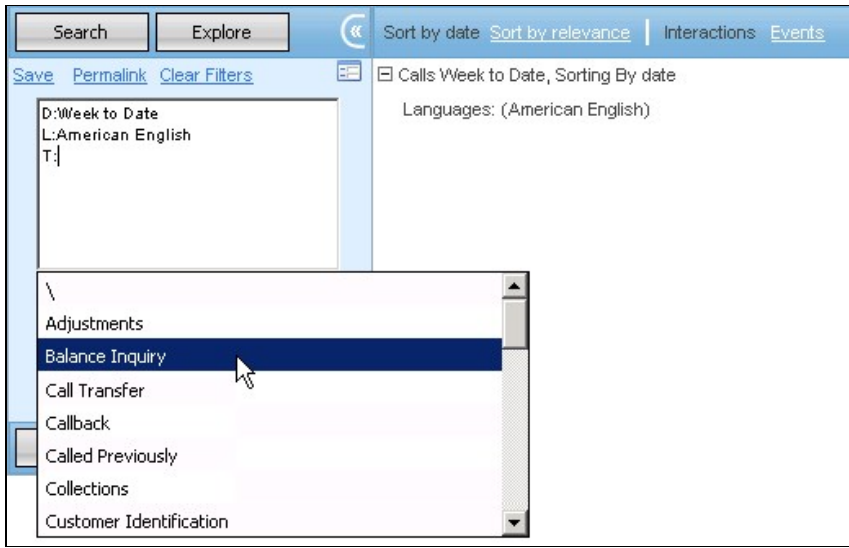 Search Explore « Sort by date Sort by relevance Interactions Events
Save Permalink Clear Filters
Calls Week to Date, Sorting By date
Languages: (American English)
D:Week to Date
L:American English
T:
\
Adjustments
Balance Inquiry
Call Transfer
Callback
Called Previously
Collections
Customer Identification